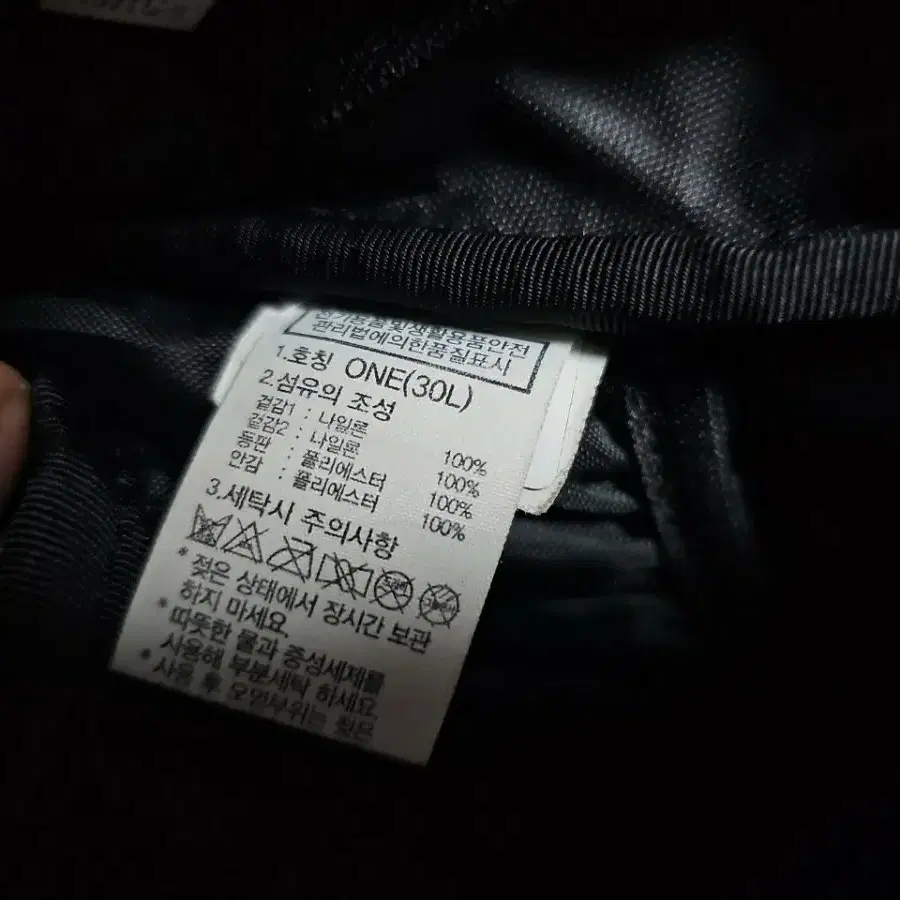 전기용품및생활용품안전
관리법에의한품질표시
1.호칭 ONE(30L)
2.섬유의 조성
겉감1 : 나일론 100%
겉감2 : 나일론 100%
등판 : 폴리에스터 100%
안감 : 폴리에스터 100%
3.세탁시 주의사항
* 젖은 상태에서 장시간 보관
하지 마세요.
* 따뜻한 물과 중성세제를
사용해 부분세탁 하세요.
* 사용 후 오염부위는